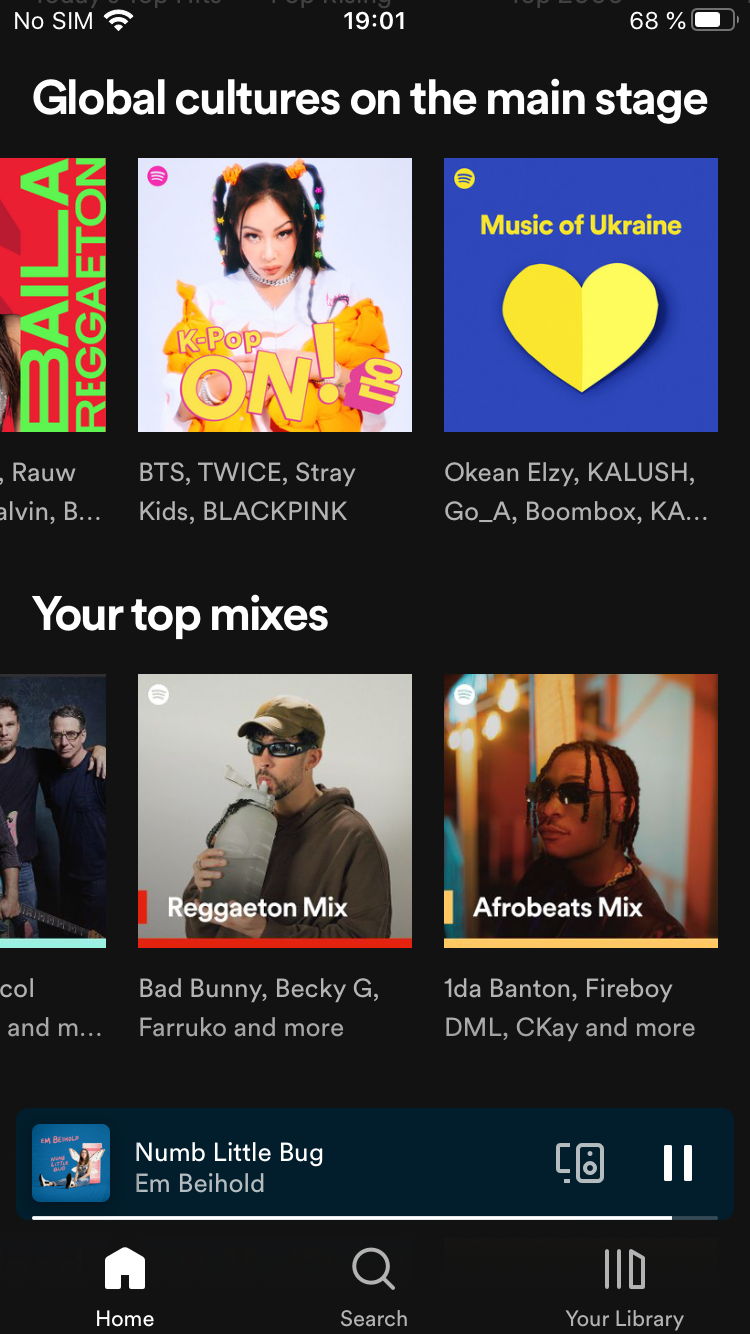 No SIM 19:01 68 %
Global cultures on the main stage
BAILA
REGGAETON
K-Pop
ON!
온
Music of Ukraine
, Rauw
alvin, B...
BTS, TWICE, Stray
Kids, BLACKPINK
Okean Elzy, KALUSH,
Go_A, Boombox, KA...
Your top mixes
Reggaeton Mix
Afrobeats Mix
col
and m...
Bad Bunny, Becky G,
Farruko and more
1da Banton, Fireboy
DML, CKay and more
EM BEIHOLD
NUMB
LITTLE
BUG
Numb Little Bug
Em Beihold
Home
Search
Your Library